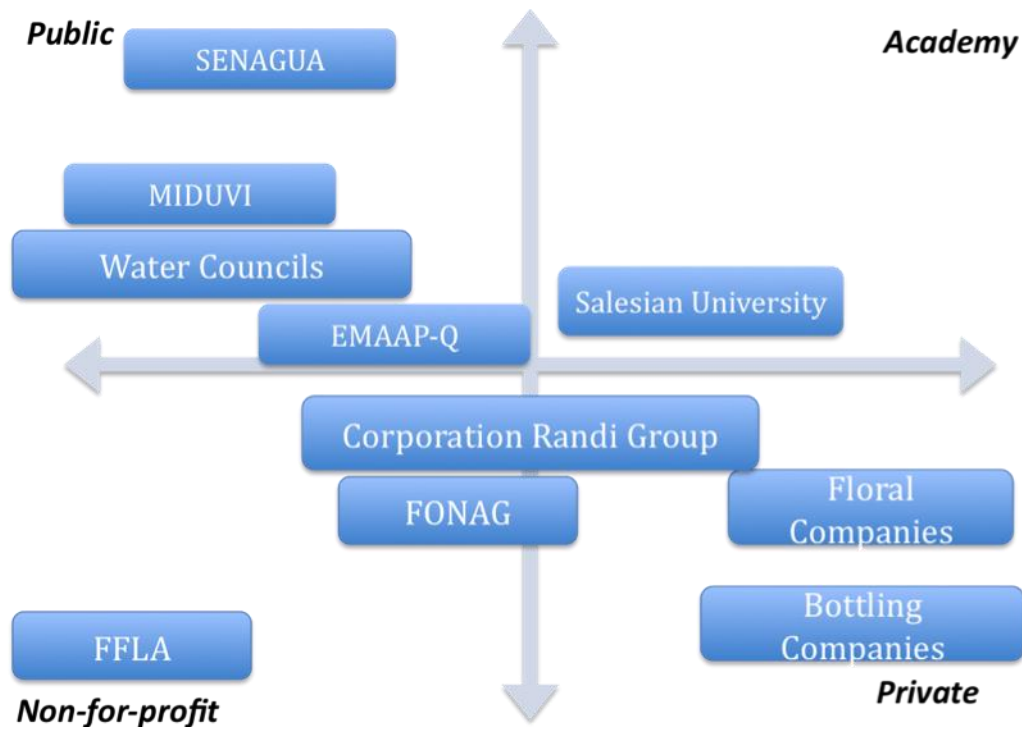 Public
Academy
SENAGUA
MIDUVI
Water Councils
Salesian University
EMAAP-Q
Corporation Randi Group
FONAG
Floral
Companies
Bottling
Companies
FFLA
Private
Non-for-profit